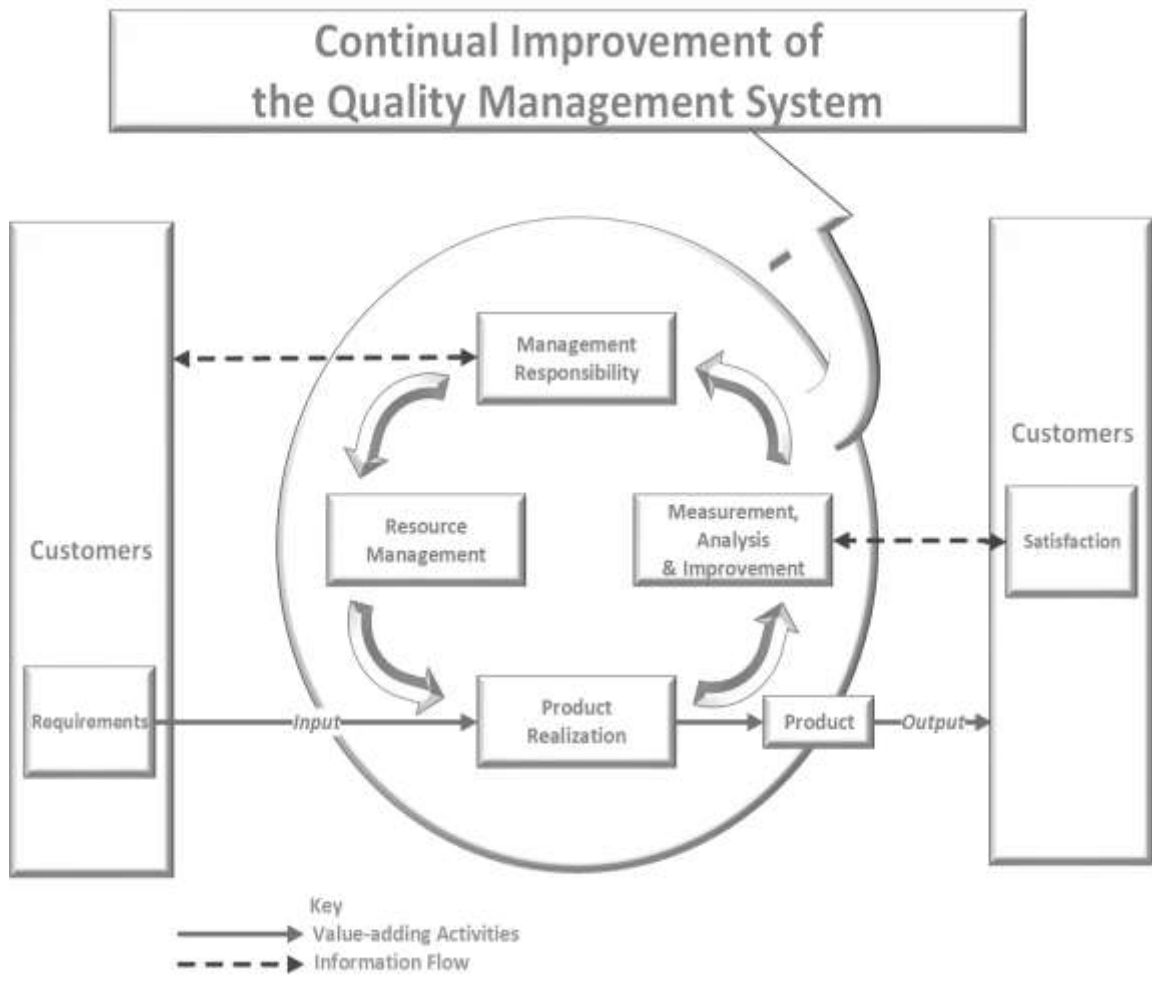 Continual Improvement of
the Quality Management System
Management
Responsibility
Customers
Resource
Management
Measurement,
Analysis
& Improvement
Customers
Satisfaction
Requirements
Input
Product
Realization
Product
Output
Key
Value-adding Activities
Information Flow